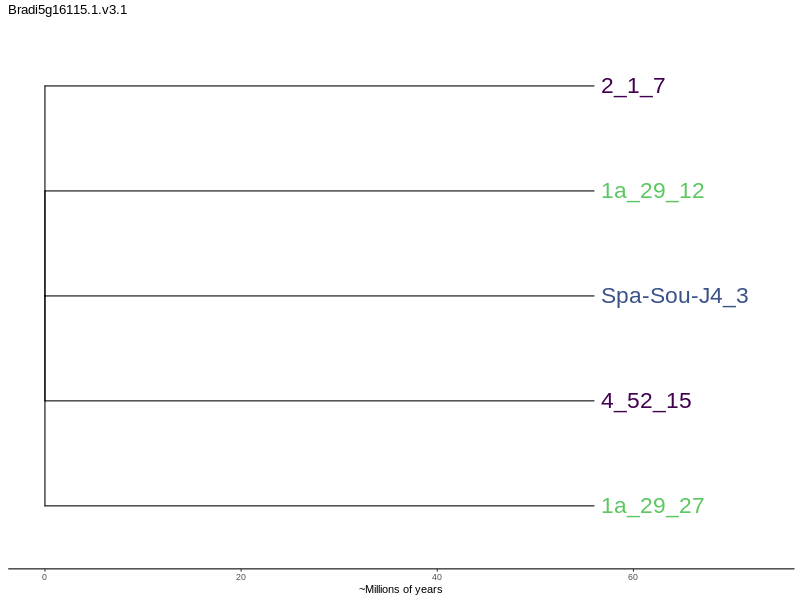 Bradi5g16115.1.v3.1
2_1_7
1a_29_12
Spa-Sou-J4_3
4_52_15
1a_29_27
0 20 40 60
~Millions of years